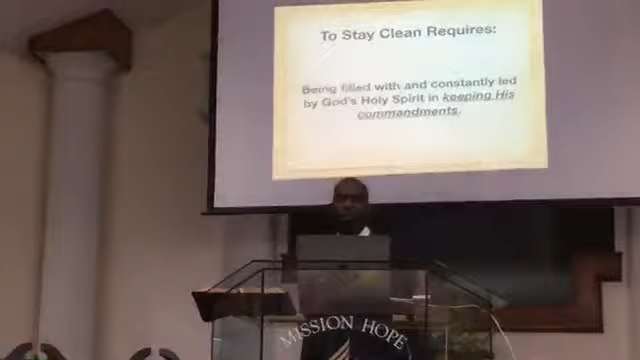 To Stay Clean Requires:
Being filled with and constantly led
by God's Holy Spirit in keeping His
commandments.
MISSION HOPE